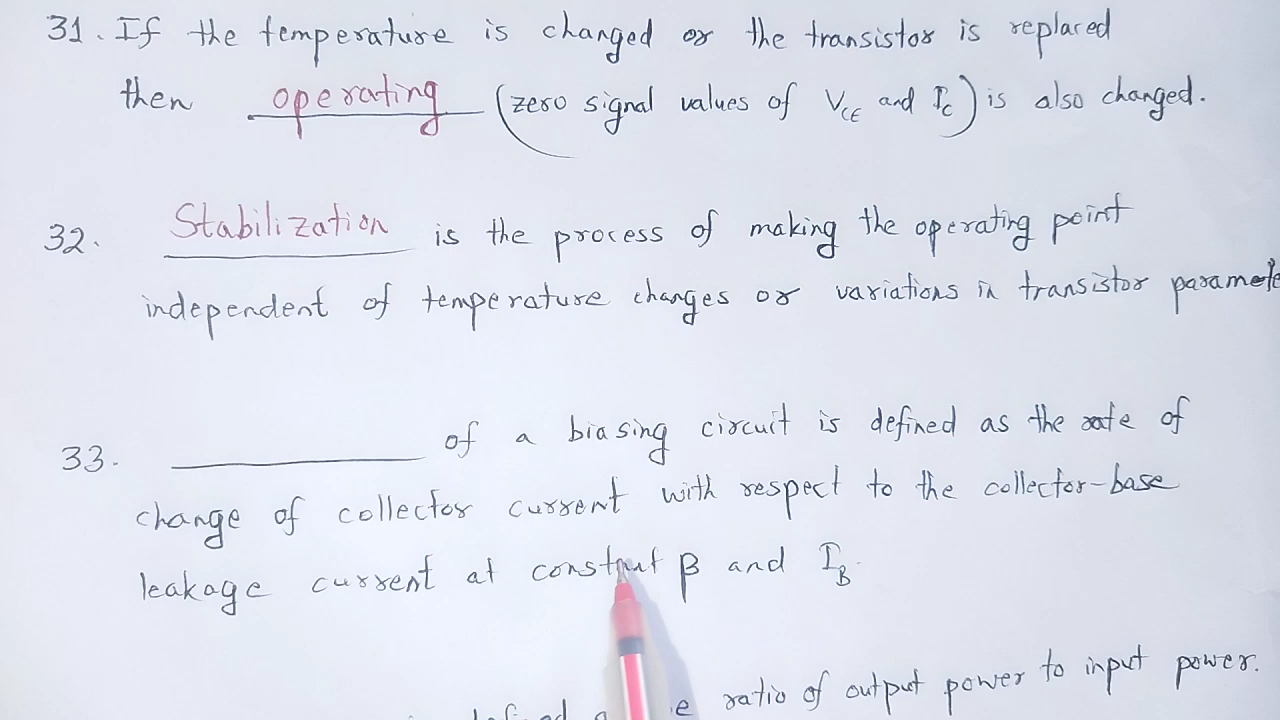 31. If the temperature is changed or the transistor is replaced
then operating (zero signal values of VCE and IC) is also changed.
32. Stabilization is the process of making the operating point
independent of temperature changes or variations in transistor
33. of a biasing circuit is defined as the rate of
change of collector current with respect to the collector-base
leakage current at constant β and IB.
ratio of output power to input power.